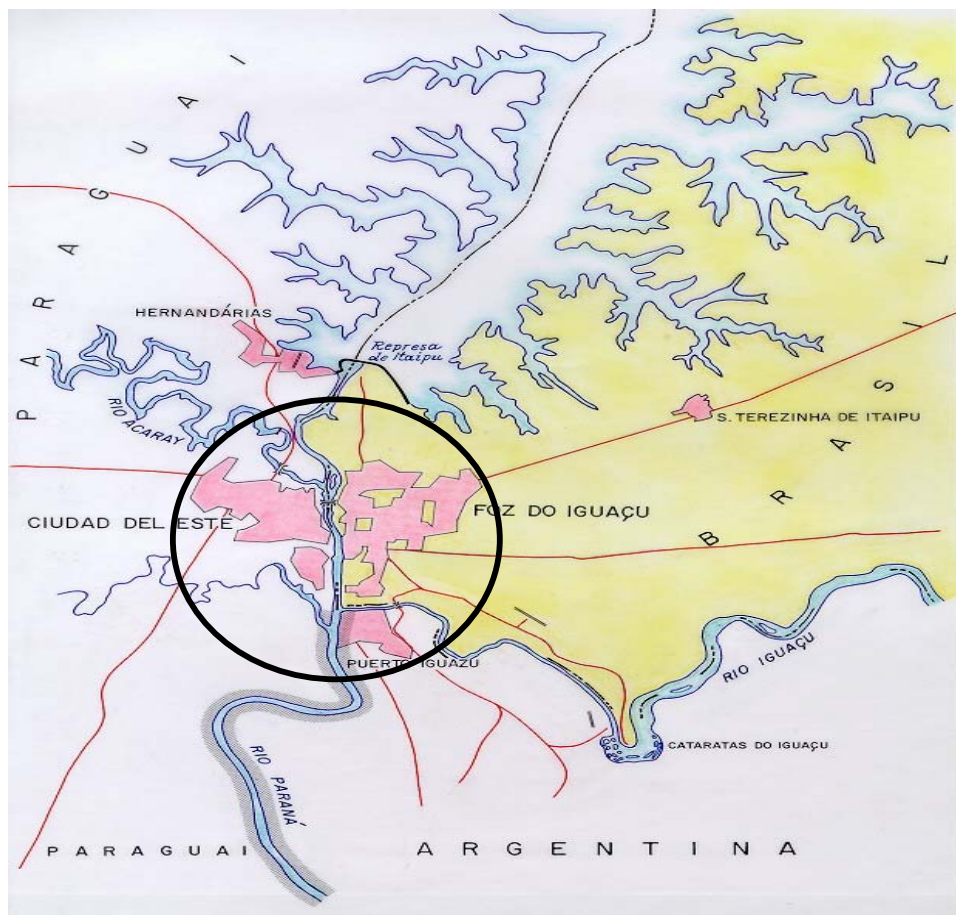 PARAGUAI
HERNANDÁRIAS
Represa
de Itaipu
RIO ACARAY
S. TEREZINHA DE ITAIPU
BRASIL
CIUDAD DEL ESTE
FOZ DO IGUAÇU
PUERTO IGUAZU
RIO IGUAÇU
CATARATAS DO IGUAÇU
RIO PARANÁ
PARAGUAI
ARGENTINA